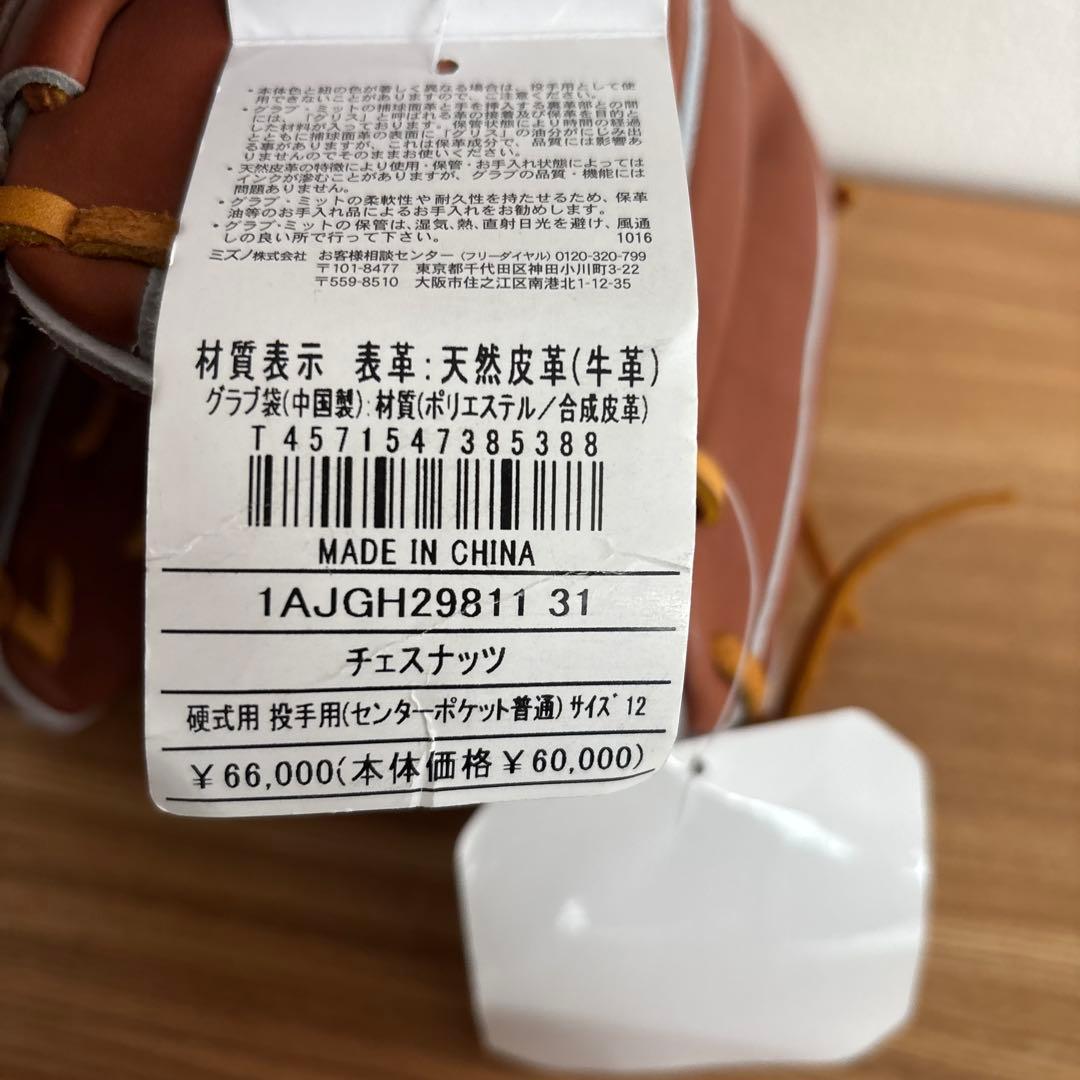 ・本体色と紐の色が著しく異なる場合は、投手用として使
用できないことがありますので、ご注意ください。
・グラブ・ミットの捕球面革と手を挿入する裏革部との間
には、「グリス」と呼ばれる革の接着及び保革を目的と
した材料が入っております。保管状態により時間の経過
とともに捕球面革の表面に「グリス」の油分がにじみ出
る事がありますが、これは保革成分で、品質には影響あ
りませんのでそのままお使いください。
・天然皮革の特徴により使用・保管・お手入れ状態によっては
インクが滲むことがありますが、グラブの品質・機能には
問題ありません。
・グラブ・ミットの柔軟性や耐久性を持たせるため、保革
油等のお手入れ品によるお手入れをお勧めします。
・グラブ・ミットの保管は、湿気、熱、直射日光を避け、風通
しの良い所で行って下さい。 1016
ミズノ株式会社 お客様相談センター(フリーダイヤル)0120-320-799
〒101-8477 東京都千代田区神田小川町3-22
〒559-8510 大阪市住之江区南港北1-12-35
材質表示 表革:天然皮革(牛革)
グラブ袋(中国製):材質(ポリエステル/合成皮革)
T 4571547385388
MADE IN CHINA
1AJGH29811 31
チェスナッツ
硬式用 投手用(センターポケット普通) サイズ 12
¥66,000(本体価格¥60,000)